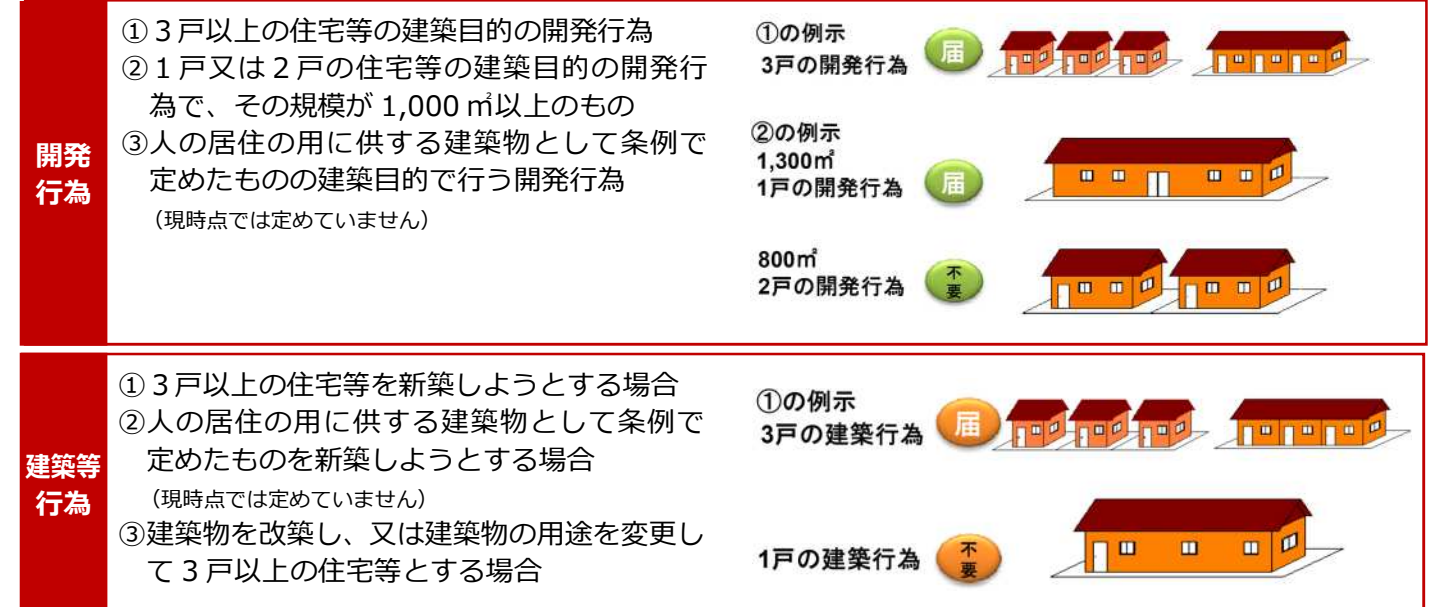 開発
行為
①３戸以上の住宅等の建築目的の開発行為
②１戸又は２戸の住宅等の建築目的の開発行
為で、その規模が 1,000 ㎡以上のもの
③人の居住の用に供する建築物として条例で
定めたものの建築目的で行う開発行為
（現時点では定めていません）
①の例示
3戸の開発行為
届
②の例示
1,300㎡
1戸の開発行為
届
800㎡
2戸の開発行為
不
要
建築等
行為
①３戸以上の住宅等を新築しようとする場合
②人の居住の用に供する建築物として条例で
定めたものを新築しようとする場合
（現時点では定めていません）
③建築物を改築し、又は建築物の用途を変更し
て３戸以上の住宅等とする場合
①の例示
3戸の建築行為
届
1戸の建築行為
不
要